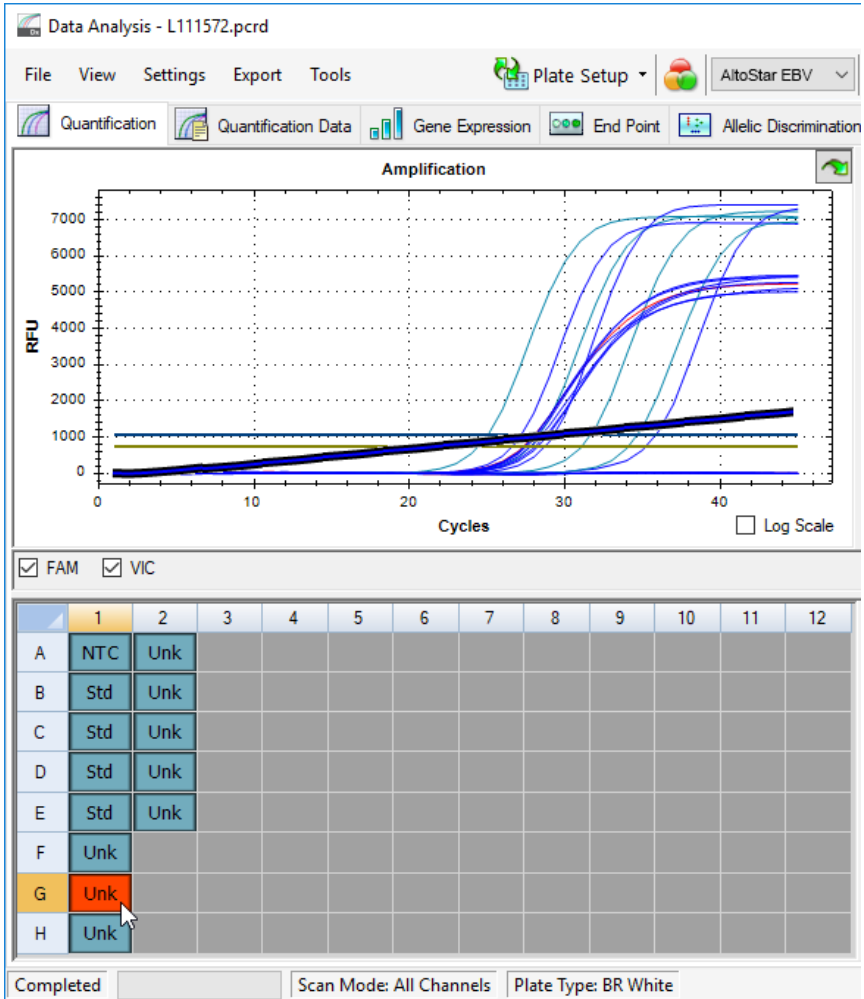 Data Analysis - L111572.pcrd
File View Settings Export Tools Plate Setup AltoStar EBV
Quantification Quantification Data Gene Expression End Point Allelic Discrimination
Amplification
7000
6000
5000
4000
3000
2000
1000
0
RFU
0 10 20 30 40
Cycles
Log Scale
FAM VIC
1 2 3 4 5 6 7 8 9 10 11 12
A NTC Unk
B Std Unk
C Std Unk
D Std Unk
E Std Unk
F Unk
G Unk
H Unk
Completed Scan Mode: All Channels Plate Type: BR White